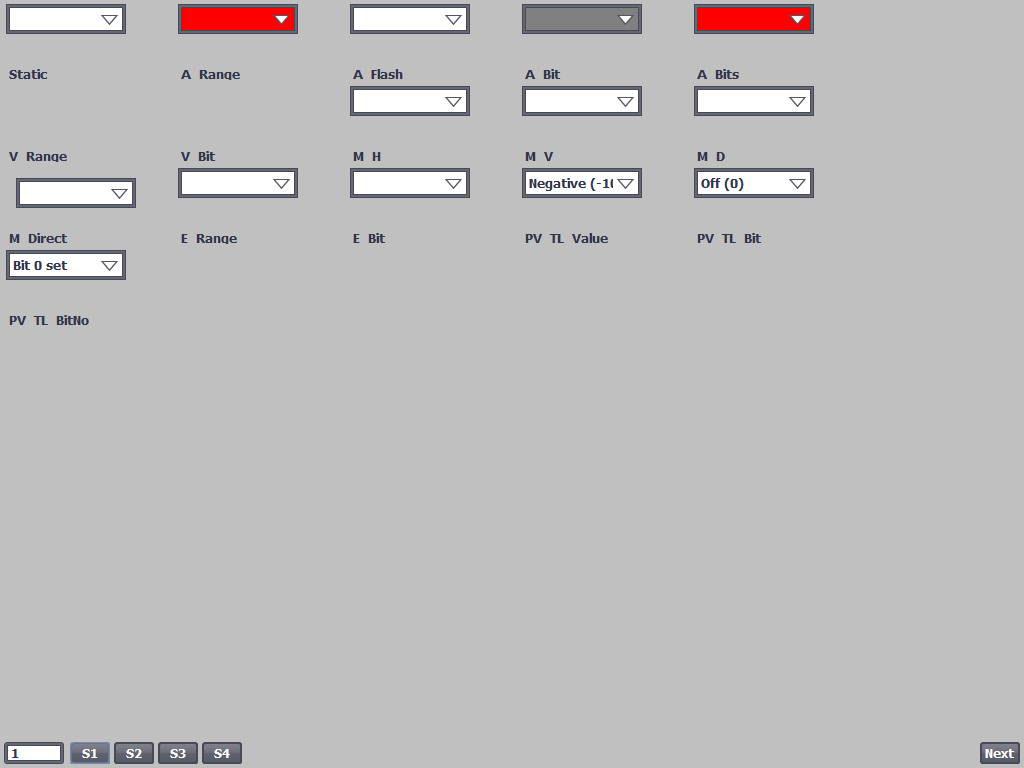 Static A Range A Flash A Bit A Bits
V Range V Bit M H M V M D
Negative (-10 Off (0)
M Direct E Range E Bit PV TL Value PV TL Bit
Bit 0 set
PV TL BitNo
1 S1 S2 S3 S4 Next